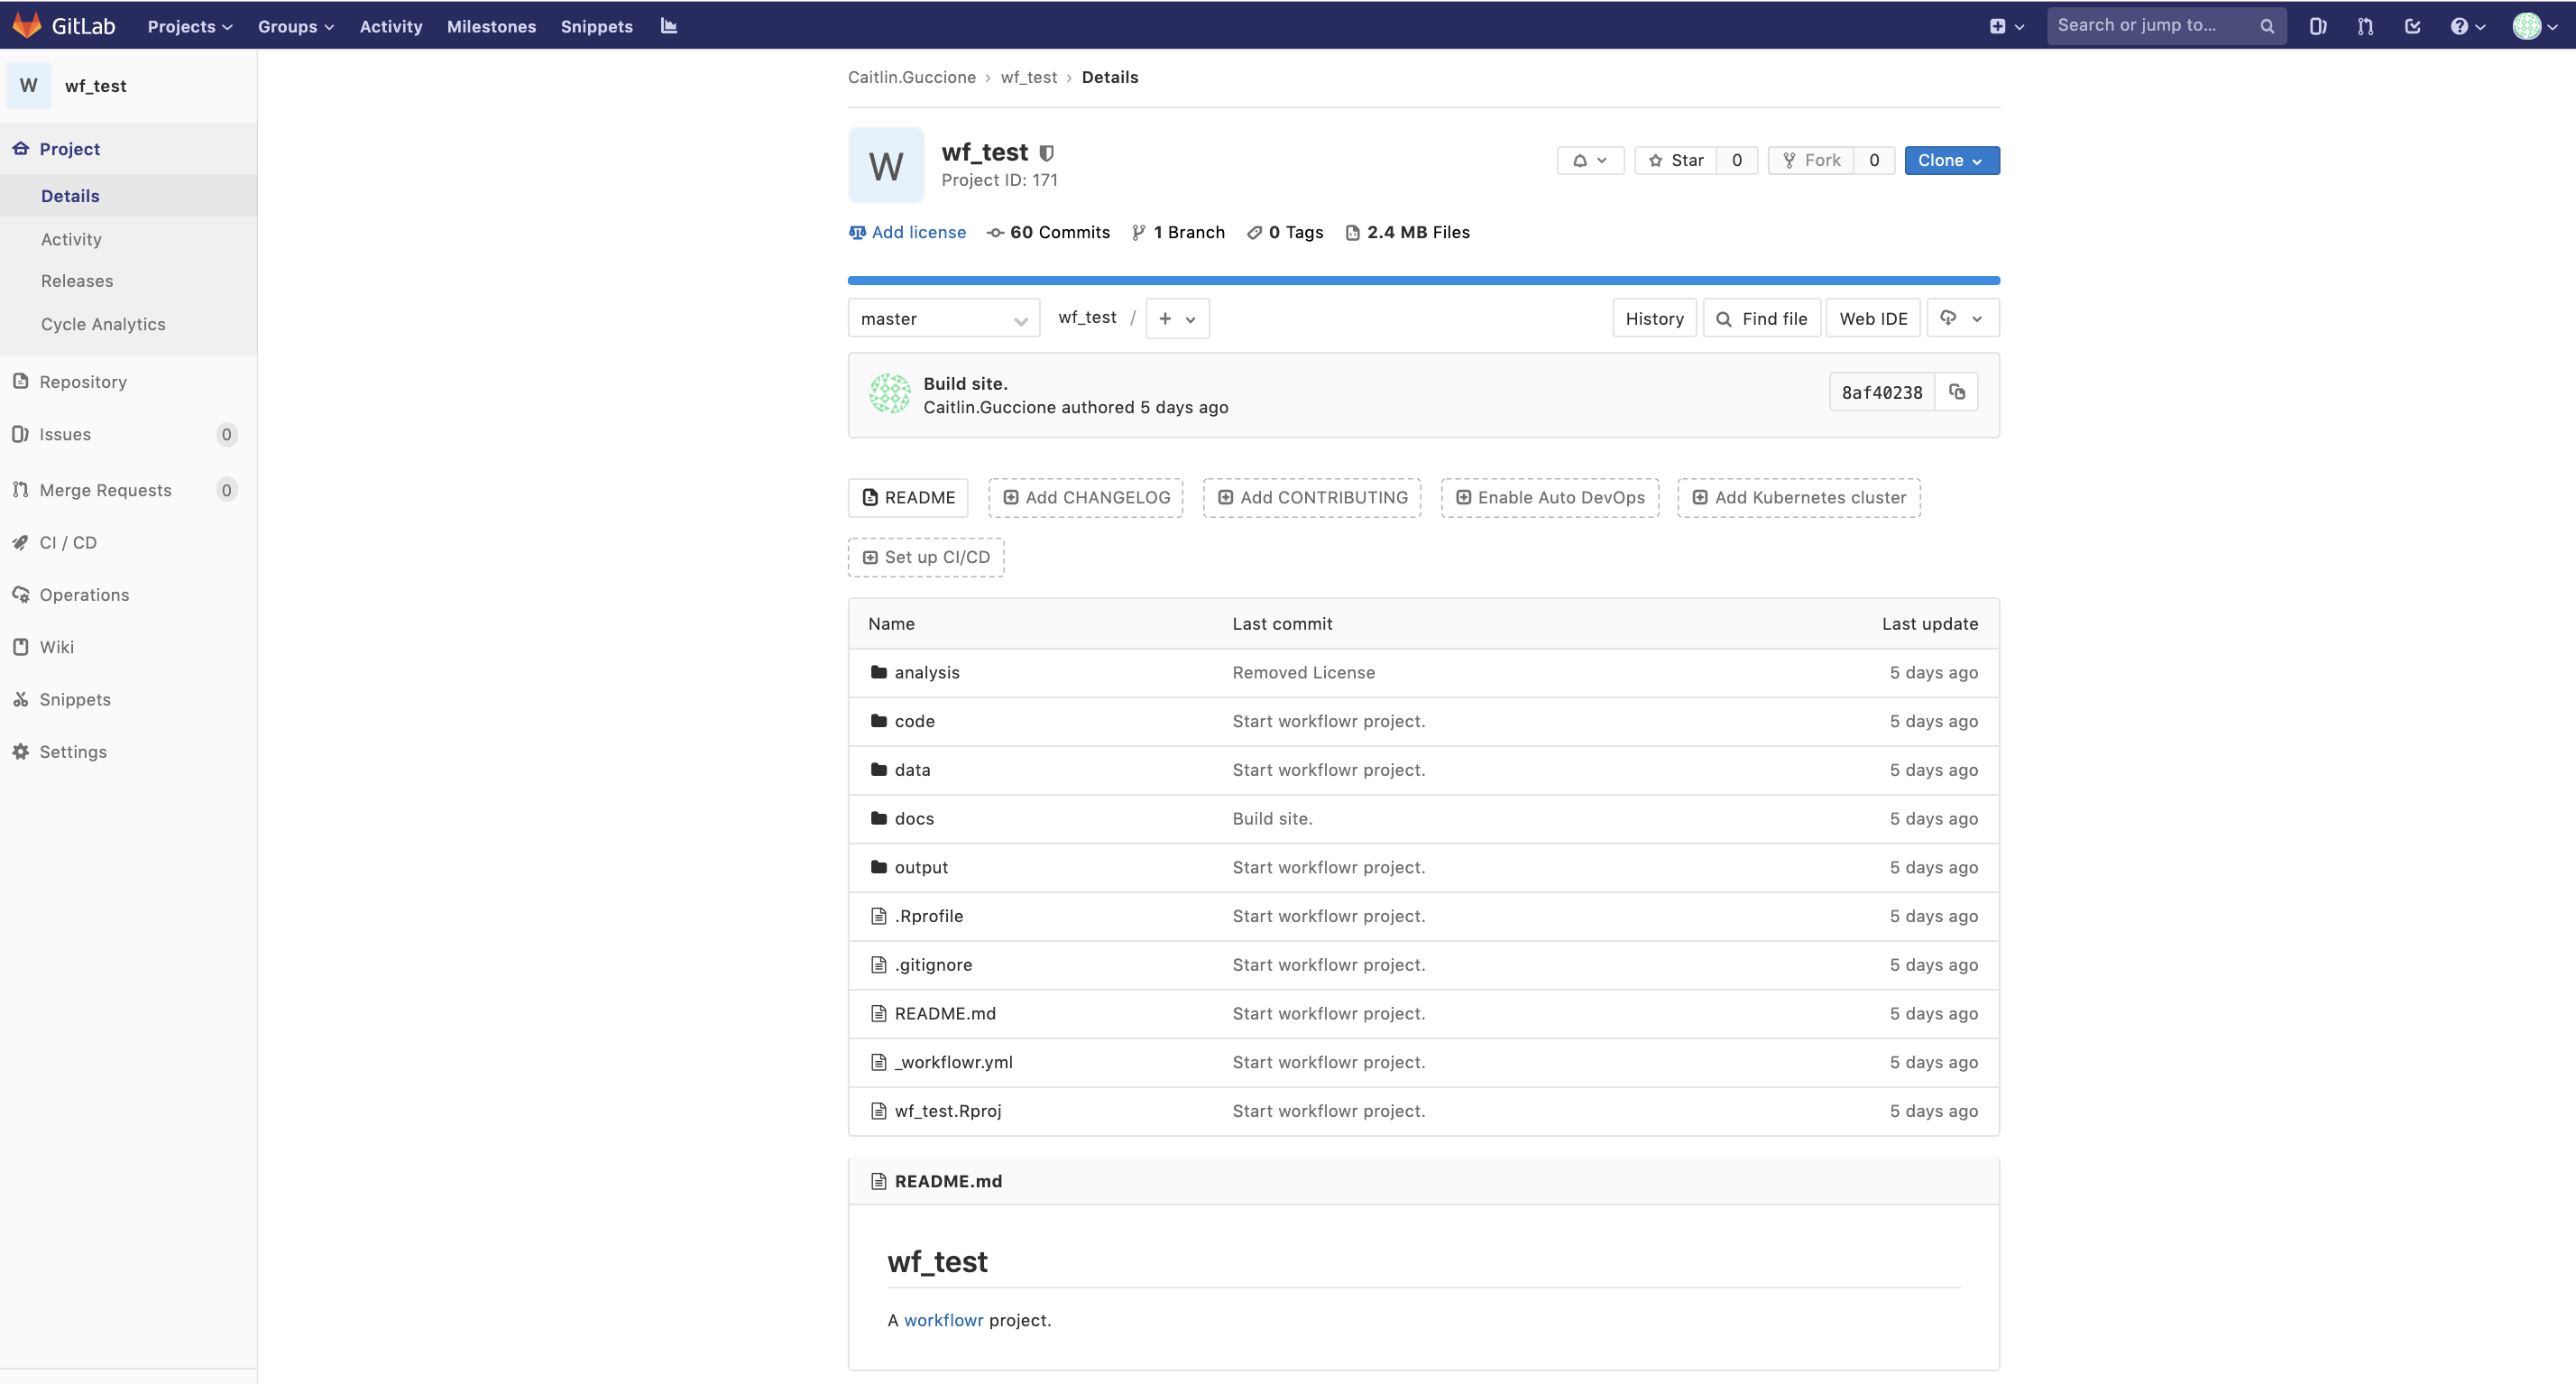 GitLab Projects Groups Activity Milestones Snippets Search or jump to...
W wf_test
Project
Details
Activity
Releases
Cycle Analytics
Repository
Issues 0
Merge Requests 0
CI / CD
Operations
Wiki
Snippets
Settings
Caitlin.Guccione › wf_test › Details
W
wf_test
Project ID: 171
Star 0 Fork 0 Clone
Add license 60 Commits 1 Branch 0 Tags 2.4 MB Files
master wf_test / + History Find file Web IDE
Build site.
Caitlin.Guccione authored 5 days ago
8af40238
README Add CHANGELOG Add CONTRIBUTING Enable Auto DevOps Add Kubernetes cluster
Set up CI/CD
Name Last commit Last update
analysis Removed License 5 days ago
code Start workflowr project. 5 days ago
data Start workflowr project. 5 days ago
docs Build site. 5 days ago
output Start workflowr project. 5 days ago
.Rprofile Start workflowr project. 5 days ago
.gitignore Start workflowr project. 5 days ago
README.md Start workflowr project. 5 days ago
_workflowr.yml Start workflowr project. 5 days ago
wf_test.Rproj Start workflowr project. 5 days ago
README.md
wf_test
A workflowr project.